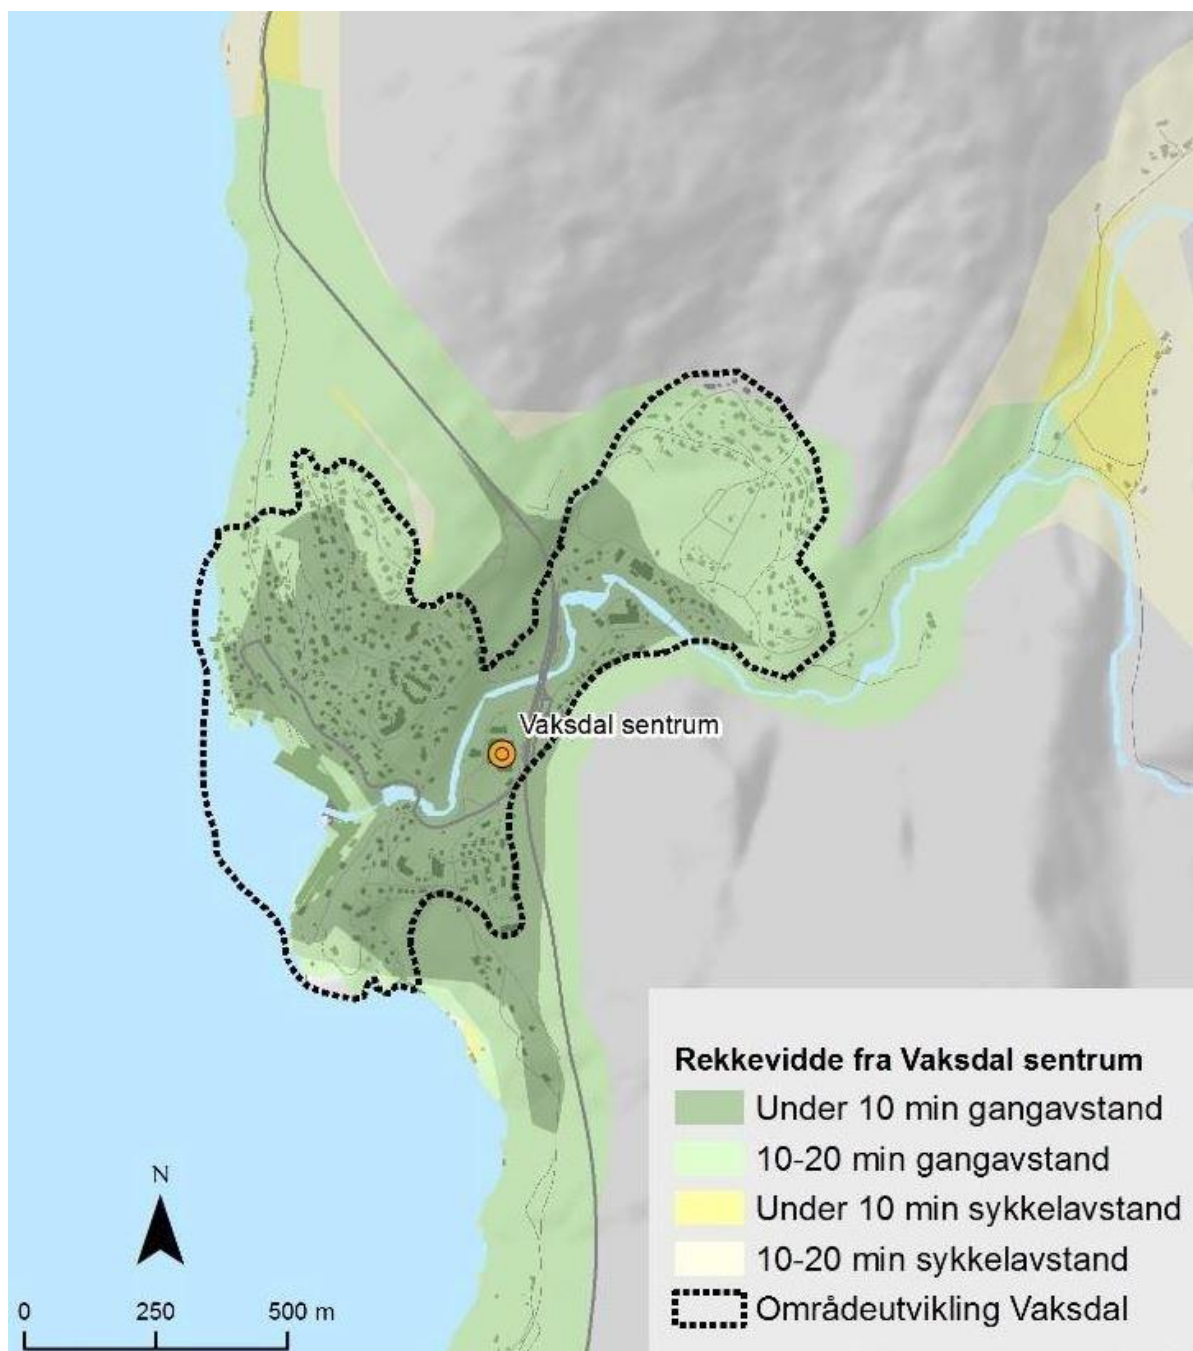 Vaksdal sentrum
Rekkevidde fra Vaksdal sentrum
Under 10 min gangavstand
10-20 min gangavstand
Under 10 min sykkelavstand
10-20 min sykkelavstand
Områdeutvikling Vaksdal
N
0 250 500 m